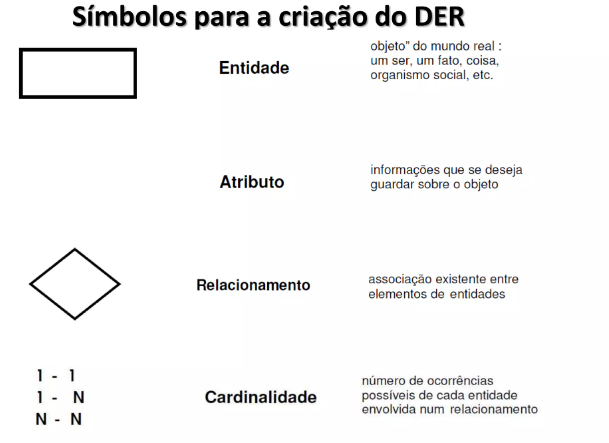 Símbolos para a criação do DER
Entidade
objeto" do mundo real :
um ser, um fato, coisa,
organismo social, etc.
Atributo
informações que se deseja
guardar sobre o objeto
Relacionamento
associação existente entre
elementos de entidades
1 - 1
1 - N
N - N
Cardinalidade
número de ocorrências
possíveis de cada entidade
envolvida num relacionamento